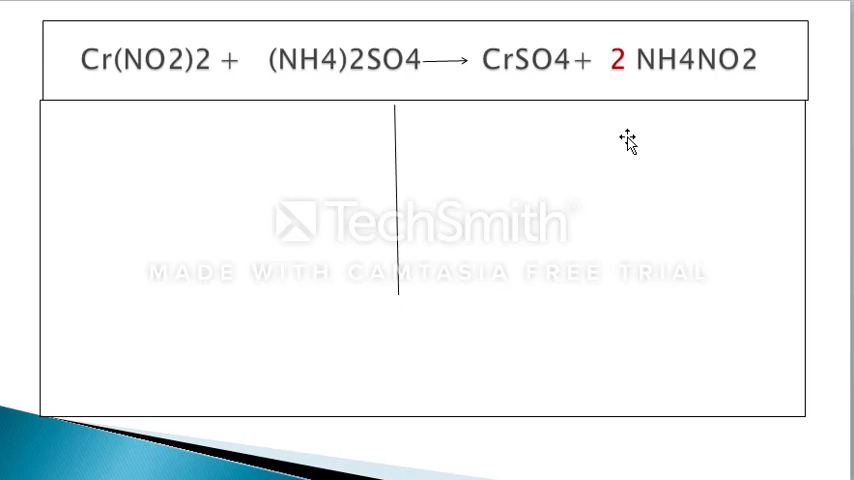 Cr(NO2)2 + (NH4)2SO4 → CrSO4+ 2 NH4NO2
TechSmith
MADE WITH CAMTASIA FREE TRIAL